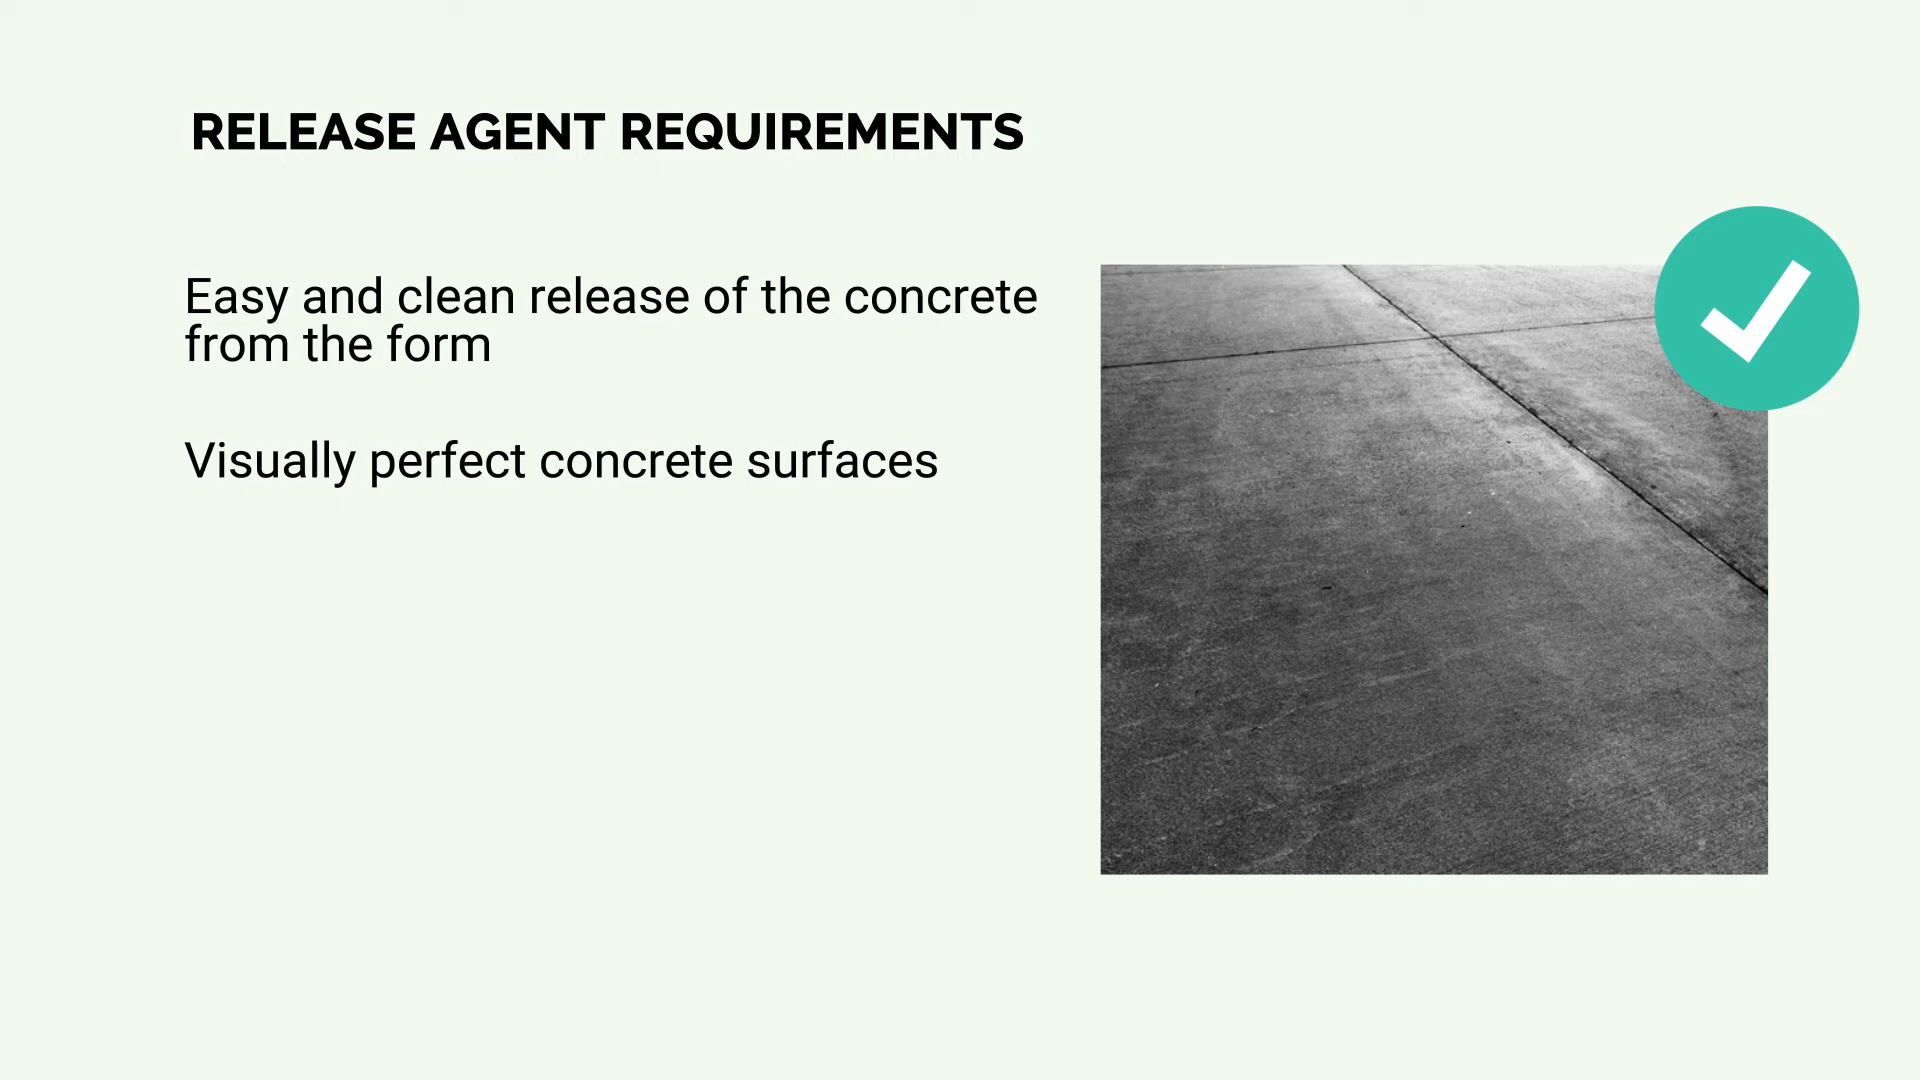 RELEASE AGENT REQUIREMENTS
Easy and clean release of the concrete
from the form
Visually perfect concrete surfaces